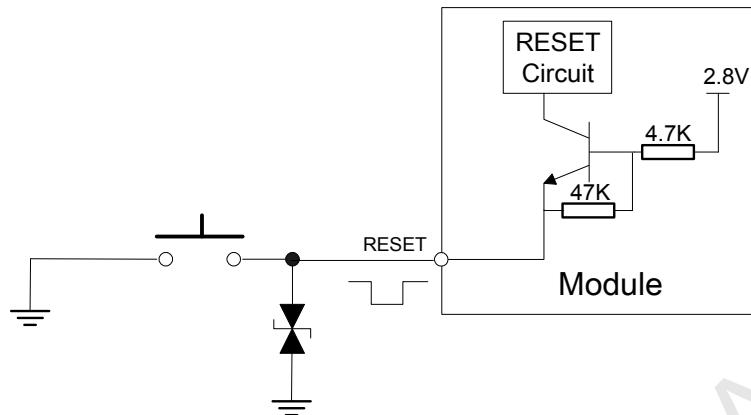 RESET
Circuit
2.8V
4.7K
47K
RESET
Module